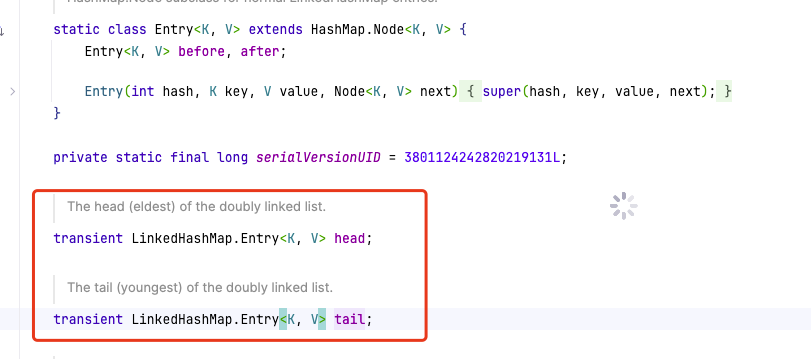 HashMap.Node subclass for normal LinkedHashMap entries.
static class Entry<K, V> extends HashMap.Node<K, V> {
Entry<K, V> before, after;
Entry(int hash, K key, V value, Node<K, V> next) { super(hash, key, value, next); }
}
private static final long serialVersionUID = 3801124242820219131L;
The head (eldest) of the doubly linked list.
transient LinkedHashMap.Entry<K, V> head;
The tail (youngest) of the doubly linked list.
transient LinkedHashMap.Entry<K, V> tail;